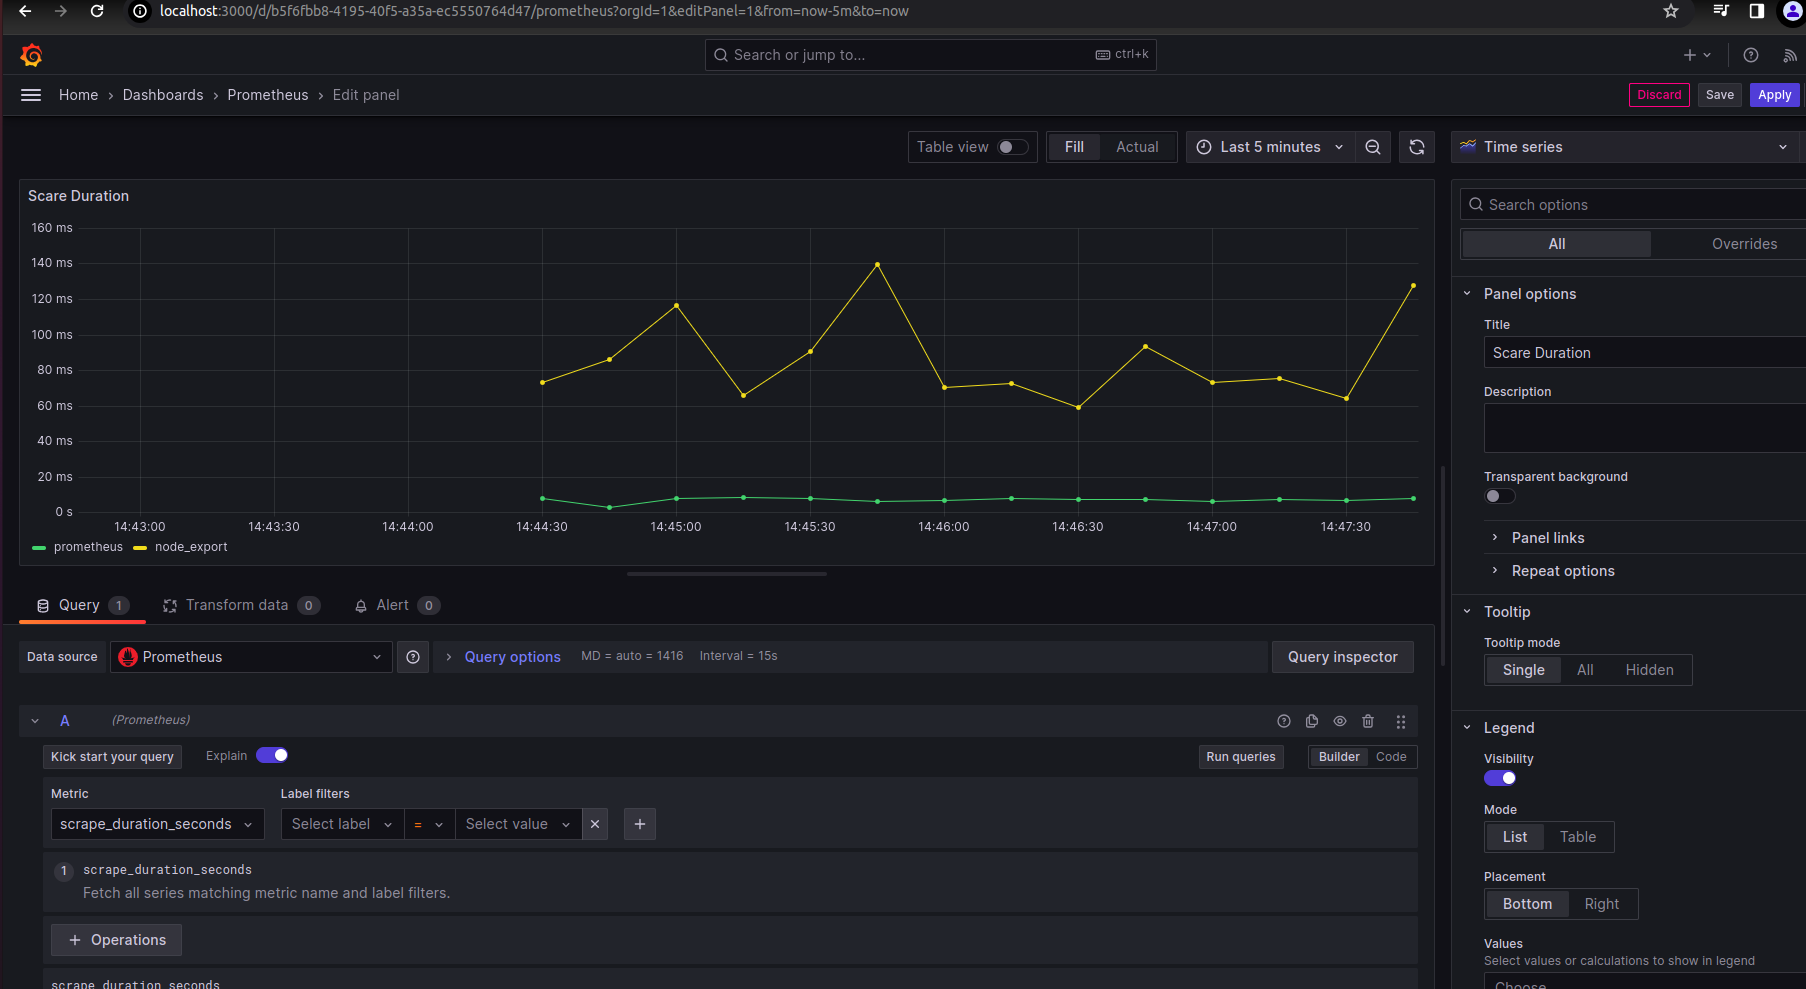 localhost:3000/d/b5f6fbb8-4195-40f5-a35a-ec5550764d47/prometheus?orgId=1&editPanel=1&from=now-5m&to=now
Search or jump to... ctrl+k
Home › Dashboards › Prometheus › Edit panel
Discard Save Apply
Table view Fill Actual Last 5 minutes Time series
Scare Duration
160 ms
140 ms
120 ms
100 ms
80 ms
60 ms
40 ms
20 ms
0 s
14:43:00 14:43:30 14:44:00 14:44:30 14:45:00 14:45:30 14:46:00 14:46:30 14:47:00 14:47:30
prometheus node_export
Query 1 Transform data 0 Alert 0
Data source Prometheus Query options MD = auto = 1416 Interval = 15s Query inspector
A (Prometheus)
Kick start your query Explain Run queries Builder Code
Metric Label filters
scrape_duration_seconds Select label = Select value
1 scrape_duration_seconds
Fetch all series matching metric name and label filters.
+ Operations
scrape_duration_seconds
Search options
All Overrides
Panel options
Title
Scare Duration
Description
Transparent background
Panel links
Repeat options
Tooltip
Tooltip mode
Single All Hidden
Legend
Visibility
Mode
List Table
Placement
Bottom Right
Values
Select values or calculations to show in legend
Choose